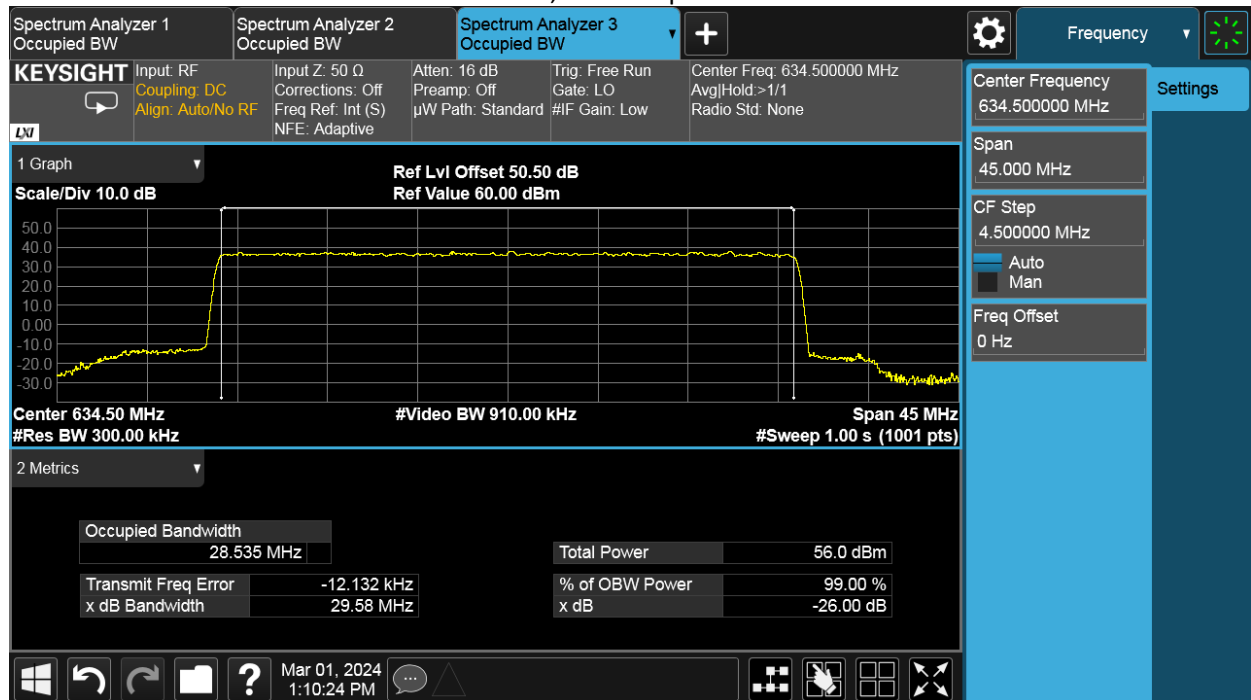 Spectrum Analyzer 1
Occupied BW
Spectrum Analyzer 2
Occupied BW
Spectrum Analyzer 3
Occupied BW
Frequency
KEYSIGHT
LXI
Input: RF
Coupling: DC
Align: Auto/No RF
Input Z: 50 Ω
Corrections: Off
Freq Ref: Int (S)
NFE: Adaptive
Atten: 16 dB
Preamp: Off
µW Path: Standard
Trig: Free Run
Gate: LO
#IF Gain: Low
Center Freq: 634.500000 MHz
Avg|Hold:>1/1
Radio Std: None
Center Frequency
634.500000 MHz
Settings
Span
45.000 MHz
CF Step
4.500000 MHz
Auto
Man
Freq Offset
0 Hz
1 Graph
Scale/Div 10.0 dB
Ref Lvl Offset 50.50 dB
Ref Value 60.00 dBm
50.0
40.0
30.0
20.0
10.0
0.00
-10.0
-20.0
-30.0
Center 634.50 MHz
#Video BW 910.00 kHz
Span 45 MHz
#Res BW 300.00 kHz
#Sweep 1.00 s (1001 pts)
2 Metrics
Occupied Bandwidth
28.535 MHz
Total Power 56.0 dBm
Transmit Freq Error -12.132 kHz
% of OBW Power 99.00 %
x dB Bandwidth 29.58 MHz
x dB -26.00 dB
?
Mar 01, 2024
1:10:24 PM